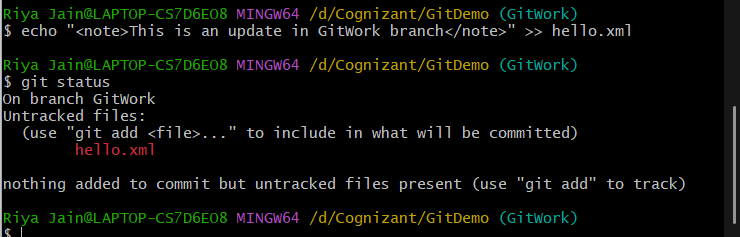 Riya Jain@LAPTOP-CS7D6EO8 MINGW64 /d/Cognizant/GitDemo (GitWork)
$ echo "<note>This is an update in GitWork branch</note>" >> hello.xml
Riya Jain@LAPTOP-CS7D6EO8 MINGW64 /d/Cognizant/GitDemo (GitWork)
$ git status
On branch GitWork
Untracked files:
  (use "git add <file>..." to include in what will be committed)
        hello.xml
nothing added to commit but untracked files present (use "git add" to track)
Riya Jain@LAPTOP-CS7D6EO8 MINGW64 /d/Cognizant/GitDemo (GitWork)
$